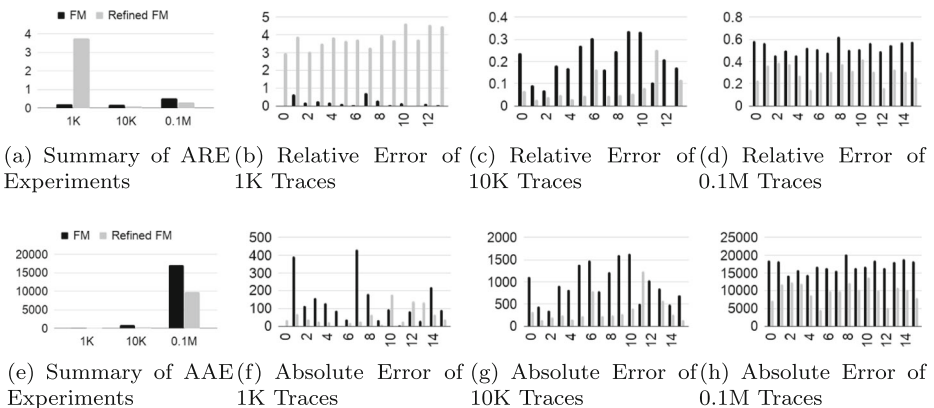 FM Refined FM
4
3
2
1
0
1K 10K 0.1M
5
4
3
2
1
0
0 2 4 6 8 10 12
0.4
0.3
0.2
0.1
0
0 2 4 6 8 10 12 14
0.8
0.6
0.4
0.2
0
0 2 4 6 8 10 12 14
(a) Summary of ARE Experiments
(b) Relative Error of 1K Traces
(c) Relative Error of 10K Traces
(d) Relative Error of 0.1M Traces
FM Refined FM
20000
15000
10000
5000
0
1K 10K 0.1M
500
400
300
200
100
0
0 2 4 6 8 10 12 14
2000
1500
1000
500
0
0 2 4 6 8 10 12 14
25000
20000
15000
10000
5000
0
0 2 4 6 8 10 12 14
(e) Summary of AAE Experiments
(f) Absolute Error of 1K Traces
(g) Absolute Error of 10K Traces
(h) Absolute Error of 0.1M Traces